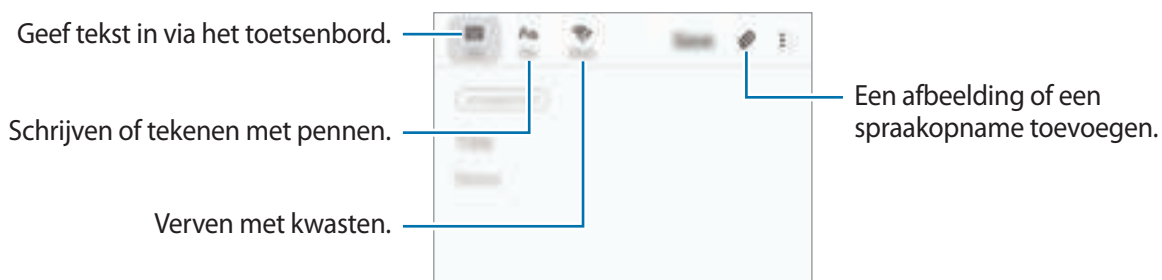 Geef tekst in via het toetsenbord.
Schrijven of tekenen met pennen.
Verven met kwasten.
Een afbeelding of een
spraakopname toevoegen.